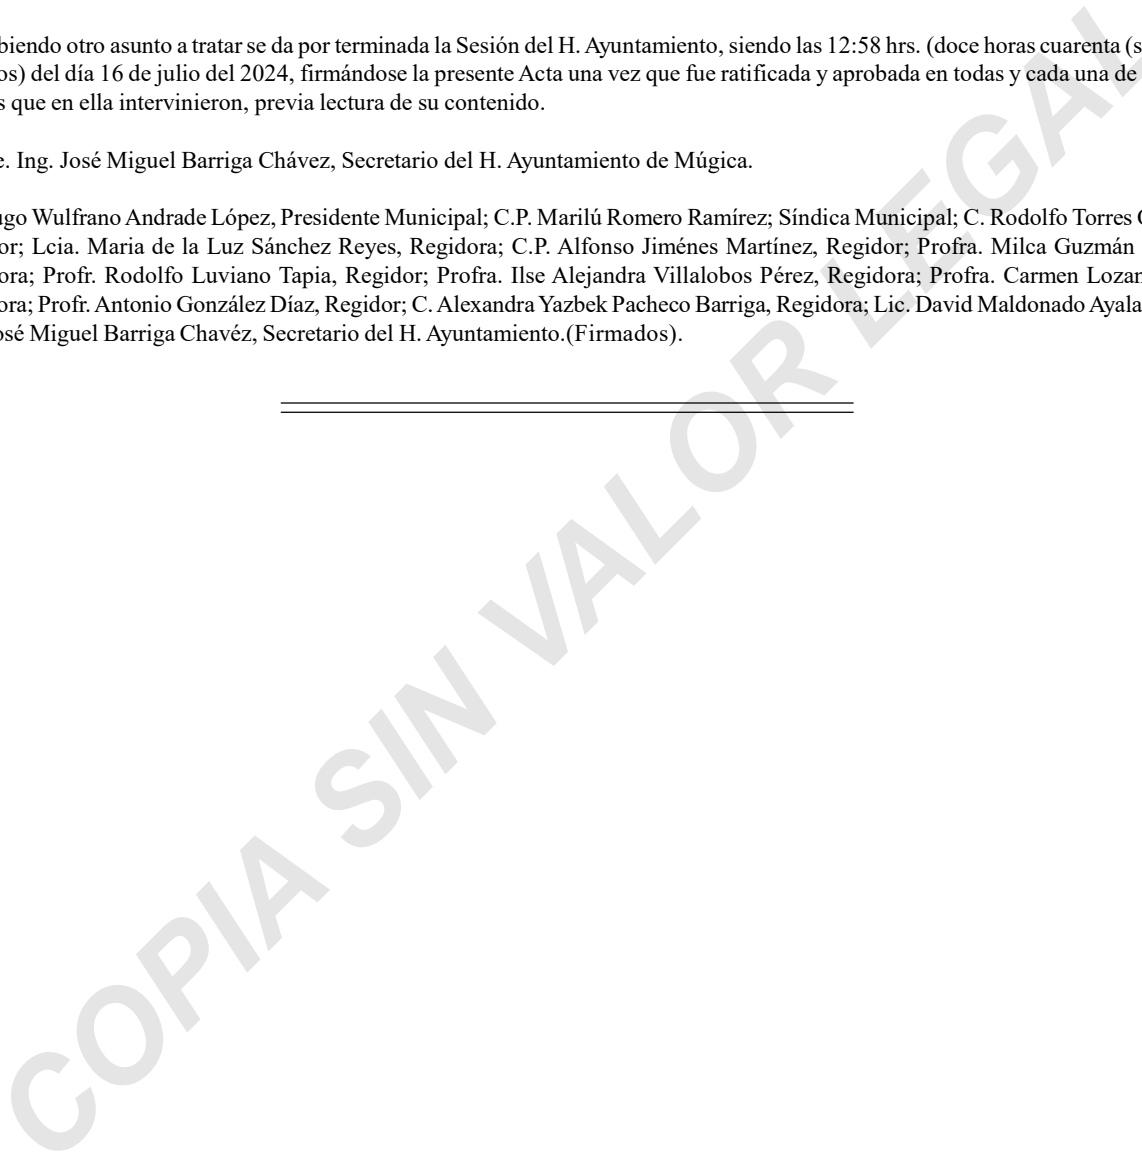 biendo otro asunto a tratar se da por terminada la Sesión del H. Ayuntamiento, siendo las 12:58 hrs. (doce horas cuarenta (s
os) del día 16 de julio del 2024, firmándose la presente Acta una vez que fue ratificada y aprobada en todas y cada una de
s que en ella intervinieron, previa lectura de su contenido.
e. Ing. José Miguel Barriga Chávez, Secretario del H. Ayuntamiento de Múgica.
ugo Wulfrano Andrade López, Presidente Municipal; C.P. Marilú Romero Ramírez; Síndica Municipal; C. Rodolfo Torres
or; Lcia. Maria de la Luz Sánchez Reyes, Regidora; C.P. Alfonso Jiménes Martínez, Regidor; Profra. Milca Guzmán
ora; Profr. Rodolfo Luviano Tapia, Regidor; Profra. Ilse Alejandra Villalobos Pérez, Regidora; Profra. Carmen Lozan
ora; Profr. Antonio González Díaz, Regidor; C. Alexandra Yazbek Pacheco Barriga, Regidora; Lic. David Maldonado Ayala
osé Miguel Barriga Chavéz, Secretario del H. Ayuntamiento.(Firmados).
COPIA SIN VALOR LEGAL